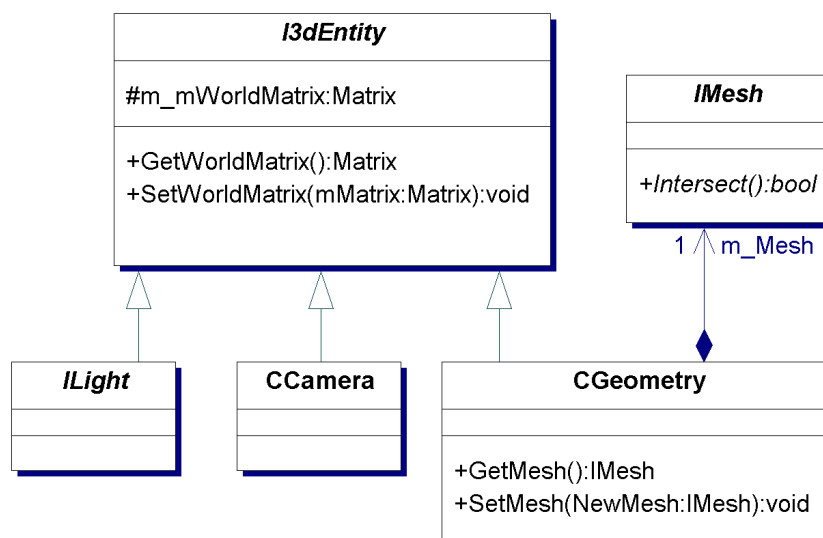 I3dEntity
#m_mWorldMatrix:Matrix
+GetWorldMatrix():Matrix
+SetWorldMatrix(mMatrix:Matrix):void
IMesh
+Intersect():bool
1 m_Mesh
ILight
CCamera
CGeometry
+GetMesh():IMesh
+SetMesh(NewMesh:IMesh):void